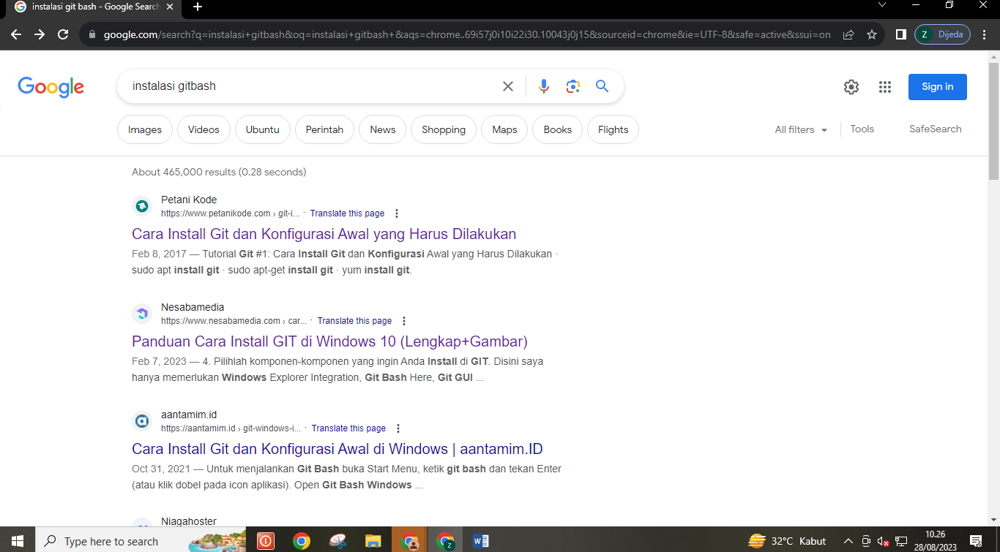 instalasi git bash - Google Search
google.com/search?q=instalasi+gitbash&oq=instalasi+gitbash+&aqs=chrome..69i57j0i10i22i30.10043j0j15&sourceid=chrome&ie=UTF-8&safe=active&ssui=on
Z Dijeda
Google
instalasi gitbash
Sign in
Images Videos Ubuntu Perintah News Shopping Maps Books Flights All filters Tools SafeSearch
About 465,000 results (0.28 seconds)
Petani Kode
https://www.petanikode.com › git-i... · Translate this page
Cara Install Git dan Konfigurasi Awal yang Harus Dilakukan
Feb 8, 2017 — Tutorial Git #1: Cara Install Git dan Konfigurasi Awal yang Harus Dilakukan ·
sudo apt install git · sudo apt-get install git · yum install git.
Nesabamedia
https://www.nesabamedia.com › car... · Translate this page
Panduan Cara Install GIT di Windows 10 (Lengkap+Gambar)
Feb 7, 2023 — 4. Pilihlah komponen-komponen yang ingin Anda Install di GIT. Disini saya
hanya memerlukan Windows Explorer Integration, Git Bash Here, Git GUI ...
aantamim.id
https://aantamim.id › git-windows-i... · Translate this page
Cara Install Git dan Konfigurasi Awal di Windows | aantamim.ID
Oct 31, 2021 — Untuk menjalankan Git Bash buka Start Menu, ketik git bash dan tekan Enter
(atau klik dobel pada icon aplikasi). Open Git Bash Windows ...
Niagahoster
Type here to search
32°C Kabut
10.26
28/08/2023